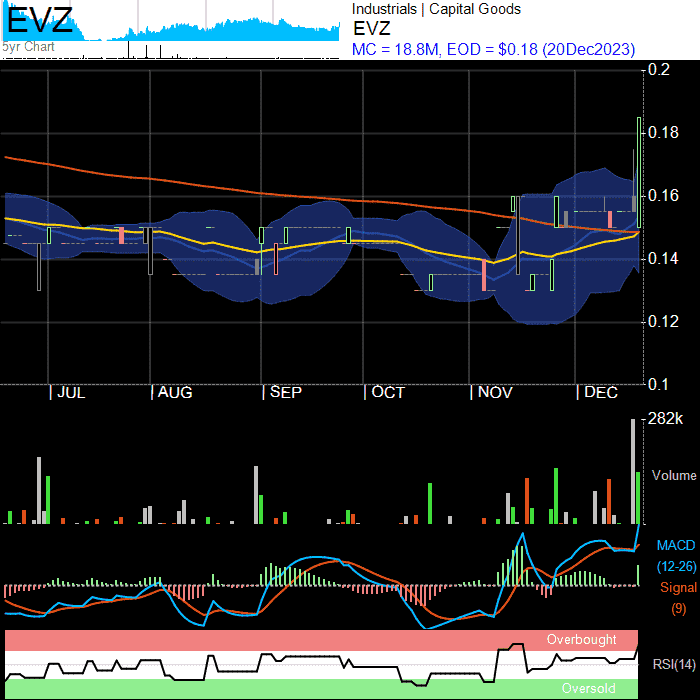 EVZ
5yr Chart
Industrials | Capital Goods
EVZ
MC = 18.8M, EOD = $0.18 (20Dec2023)
0.2
0.18
0.16
0.14
0.12
0.1
JUL AUG SEP OCT NOV DEC
282k
Volume
MACD
(12-26)
Signal
(9)
Overbought
RSI(14)
Oversold